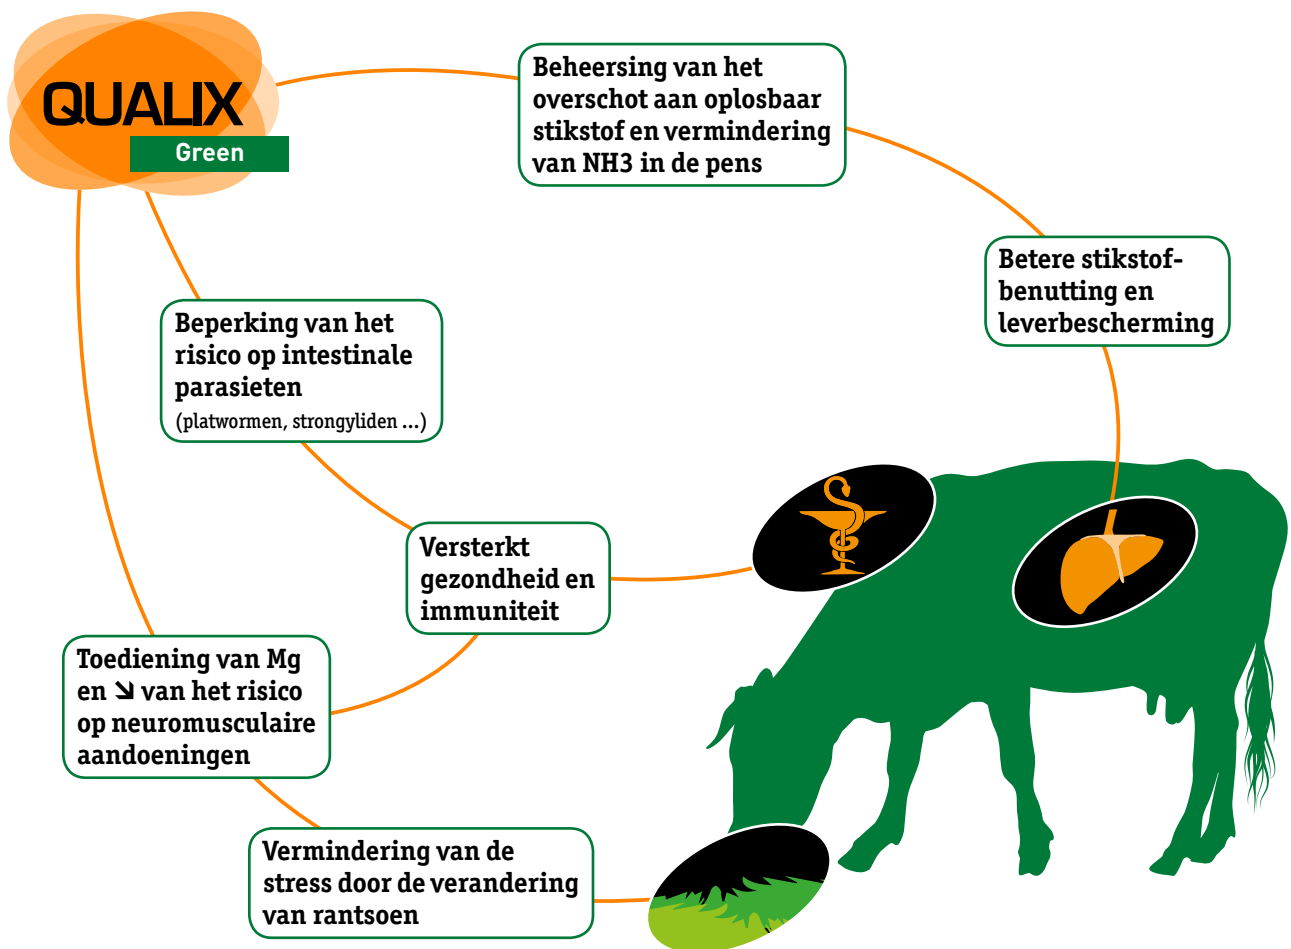 QUALIX
Green
Beheersing van het
overschot aan oplosbaar
stikstof en vermindering
van NH3 in de pens
Betere stikstof-
benutting en
leverbescherming
Beperking van het
risico op intestinale
parasieten
(platwormen, strongyliden ...)
Versterkt
gezondheid en
immuniteit
Toediening van Mg
en ↘ van het risico
op neuromusculaire
aandoeningen
Vermindering van de
stress door de verandering
van rantsoen